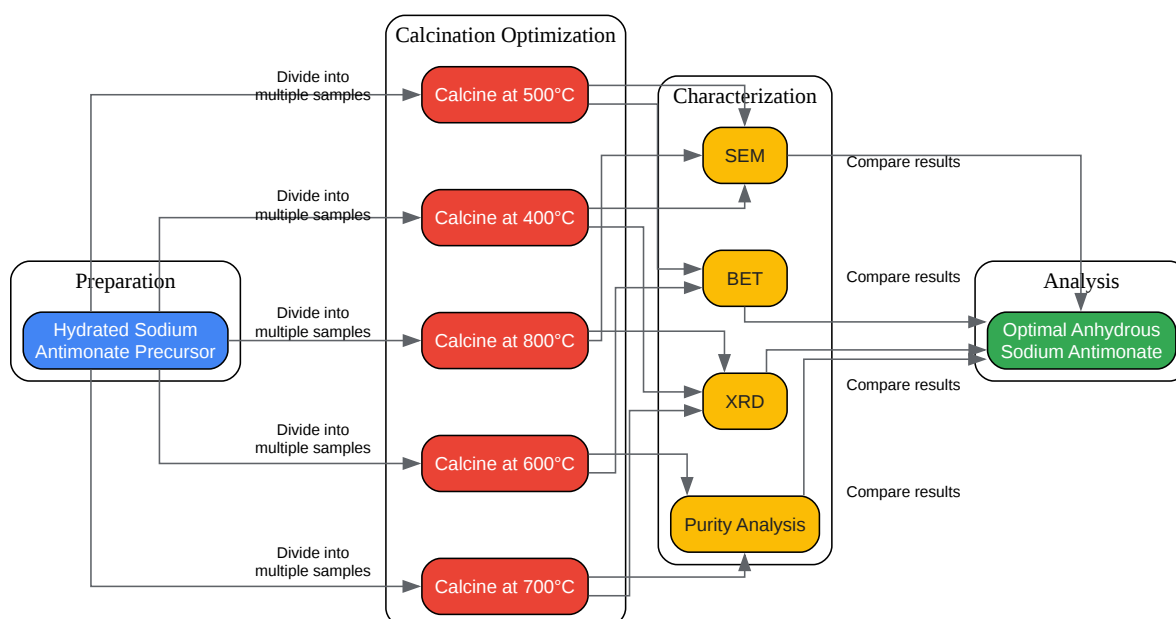 Calcination Optimization
Divide into
multiple samples
Calcine at 500°C
Characterization
SEM
Compare results
Divide into
multiple samples
Calcine at 400°C
Preparation
BET
Compare results
Analysis
Hydrated Sodium
Antimonate Precursor
Divide into
multiple samples
Calcine at 800°C
Optimal Anhydrous
Sodium Antimonate
XRD
Compare results
Divide into
multiple samples
Calcine at 600°C
Compare results
Purity Analysis
Divide into
multiple samples
Calcine at 700°C